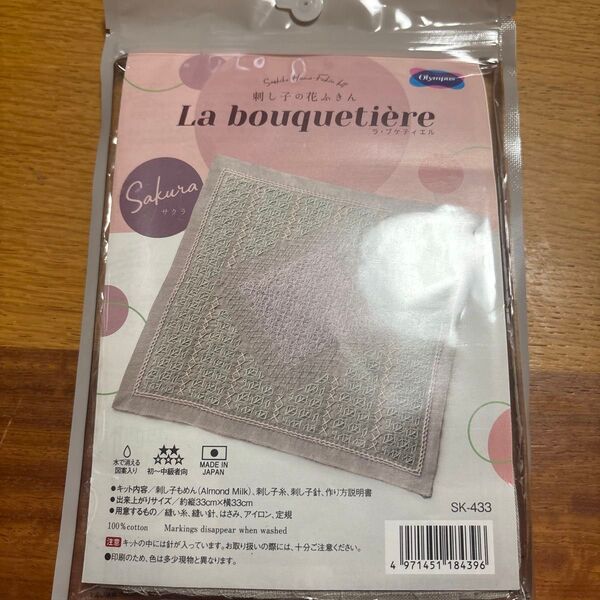 Sashiko Hana-Fukin kit
Olympus
刺し子の花ふきん
La bouquetière
ラ・ブケティエル
Sakura
サクラ
水で消える
図案入り
初~中級者向
MADE IN
JAPAN
●キット内容/刺し子もめん(Almond Milk)、刺し子糸、刺し子針、作り方説明書
●出来上がりサイズ/約縦33cm×横33cm
●用意するもの/縫い糸、縫い針、はさみ、アイロン、定規
SK-433
100%cotton Markings disappear when washed
注意 キットの中には針が入っています。お取り扱いの際には、十分ご注意ください。
●印刷のため、色は多少現物と異なります。
4 971451 184396